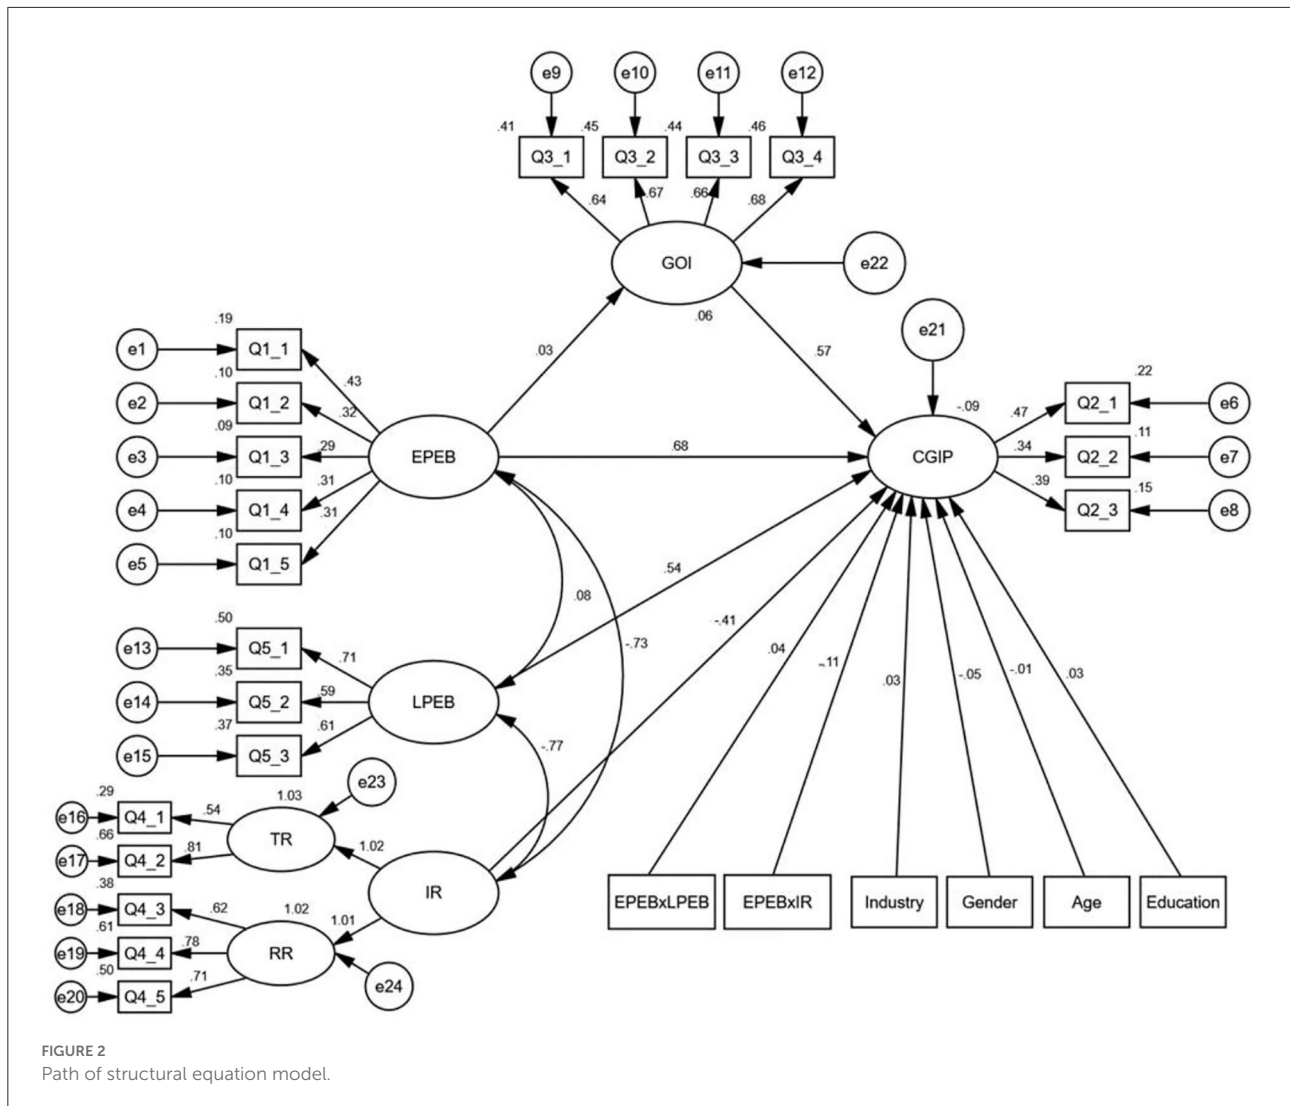 e9 e10 e11 e12
.41 .45 .44 .46
Q3_1 Q3_2 Q3_3 Q3_4
.64 .67 .66 .68
GOI e22
.06
e21
.19
e1 Q1_1
.03 .57
.43
.10
e2 Q1_2
.32
-.09 .22
.47 Q2_1 e6
.09
e3 Q1_3 .29 EPEB .68 CGIP .34 Q2_2 .11 e7
.10
e4 Q1_4 .31
.39 Q2_3 .15 e8
.31
.10
e5 Q1_5
.54
.08
.50
e13 Q5_1 .71
-.41 -.73 .04 -.11 .03 -.05 -.01 .03
.35
e14 Q5_2 .59 LPEB
.37 .61
e15 Q5_3
-.77
e23
.29 1.03
e16 Q4_1 .54
TR
.66
e17 Q4_2 .81 1.02
.38
IR
EPEBxLPEB EPEBxIR Industry Gender Age Education
e18 Q4_3 .62 1.02 1.01
.61
e19 Q4_4 .78 RR
.50 .71
e20 Q4_5 e24
FIGURE 2
Path of structural equation model.